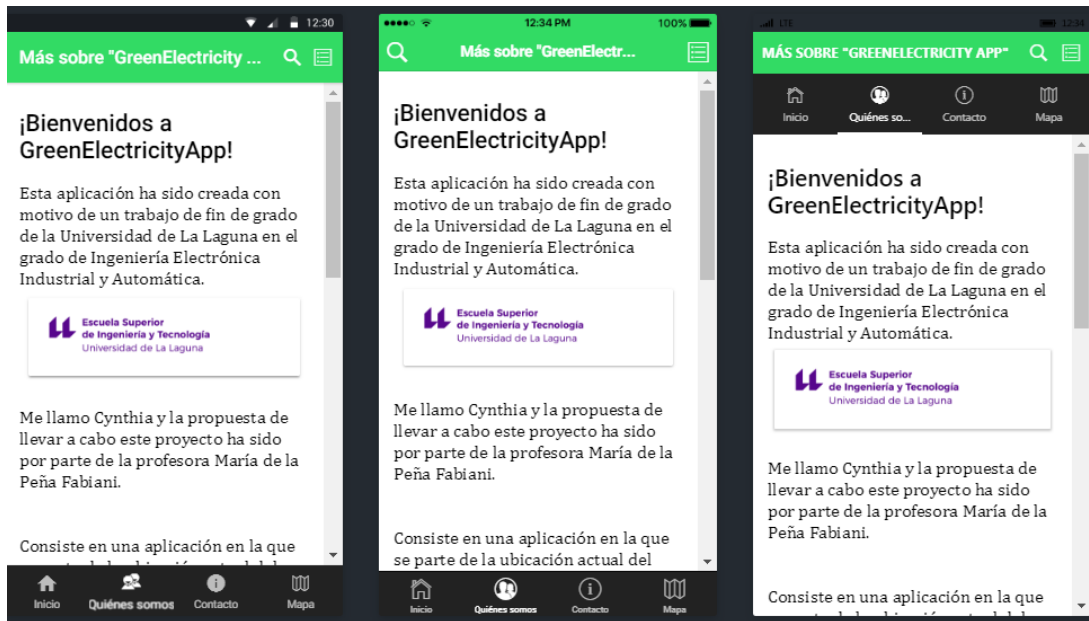 12:30
Más sobre "GreenElectricity ...
¡Bienvenidos a
GreenElectricityApp!
Esta aplicación ha sido creada con
motivo de un trabajo de fin de grado
de la Universidad de La Laguna en el
grado de Ingeniería Electrónica
Industrial y Automática.
Escuela Superior
de Ingeniería y Tecnología
Universidad de La Laguna
Me llamo Cynthia y la propuesta de
llevar a cabo este proyecto ha sido
por parte de la profesora María de la
Peña Fabiani.
Consiste en una aplicación en la que
Inicio Quiénes somos Contacto Mapa
12:34 PM 100%
Más sobre "GreenElectr...
¡Bienvenidos a
GreenElectricityApp!
Esta aplicación ha sido creada con
motivo de un trabajo de fin de grado
de la Universidad de La Laguna en el
grado de Ingeniería Electrónica
Industrial y Automática.
Escuela Superior
de Ingeniería y Tecnología
Universidad de La Laguna
Me llamo Cynthia y la propuesta de
llevar a cabo este proyecto ha sido
por parte de la profesora María de la
Peña Fabiani.
Consiste en una aplicación en la que
se parte de la ubicación actual del
Inicio Quiénes somos Contacto Mapa
LTE 12:34
MÁS SOBRE "GREENELECTRICITY APP"
Inicio Quiénes so... Contacto Mapa
¡Bienvenidos a
GreenElectricityApp!
Esta aplicación ha sido creada con
motivo de un trabajo de fin de grado
de la Universidad de La Laguna en el
grado de Ingeniería Electrónica
Industrial y Automática.
Escuela Superior
de Ingeniería y Tecnología
Universidad de La Laguna
Me llamo Cynthia y la propuesta de
llevar a cabo este proyecto ha sido
por parte de la profesora María de la
Peña Fabiani.
Consiste en una aplicación en la que